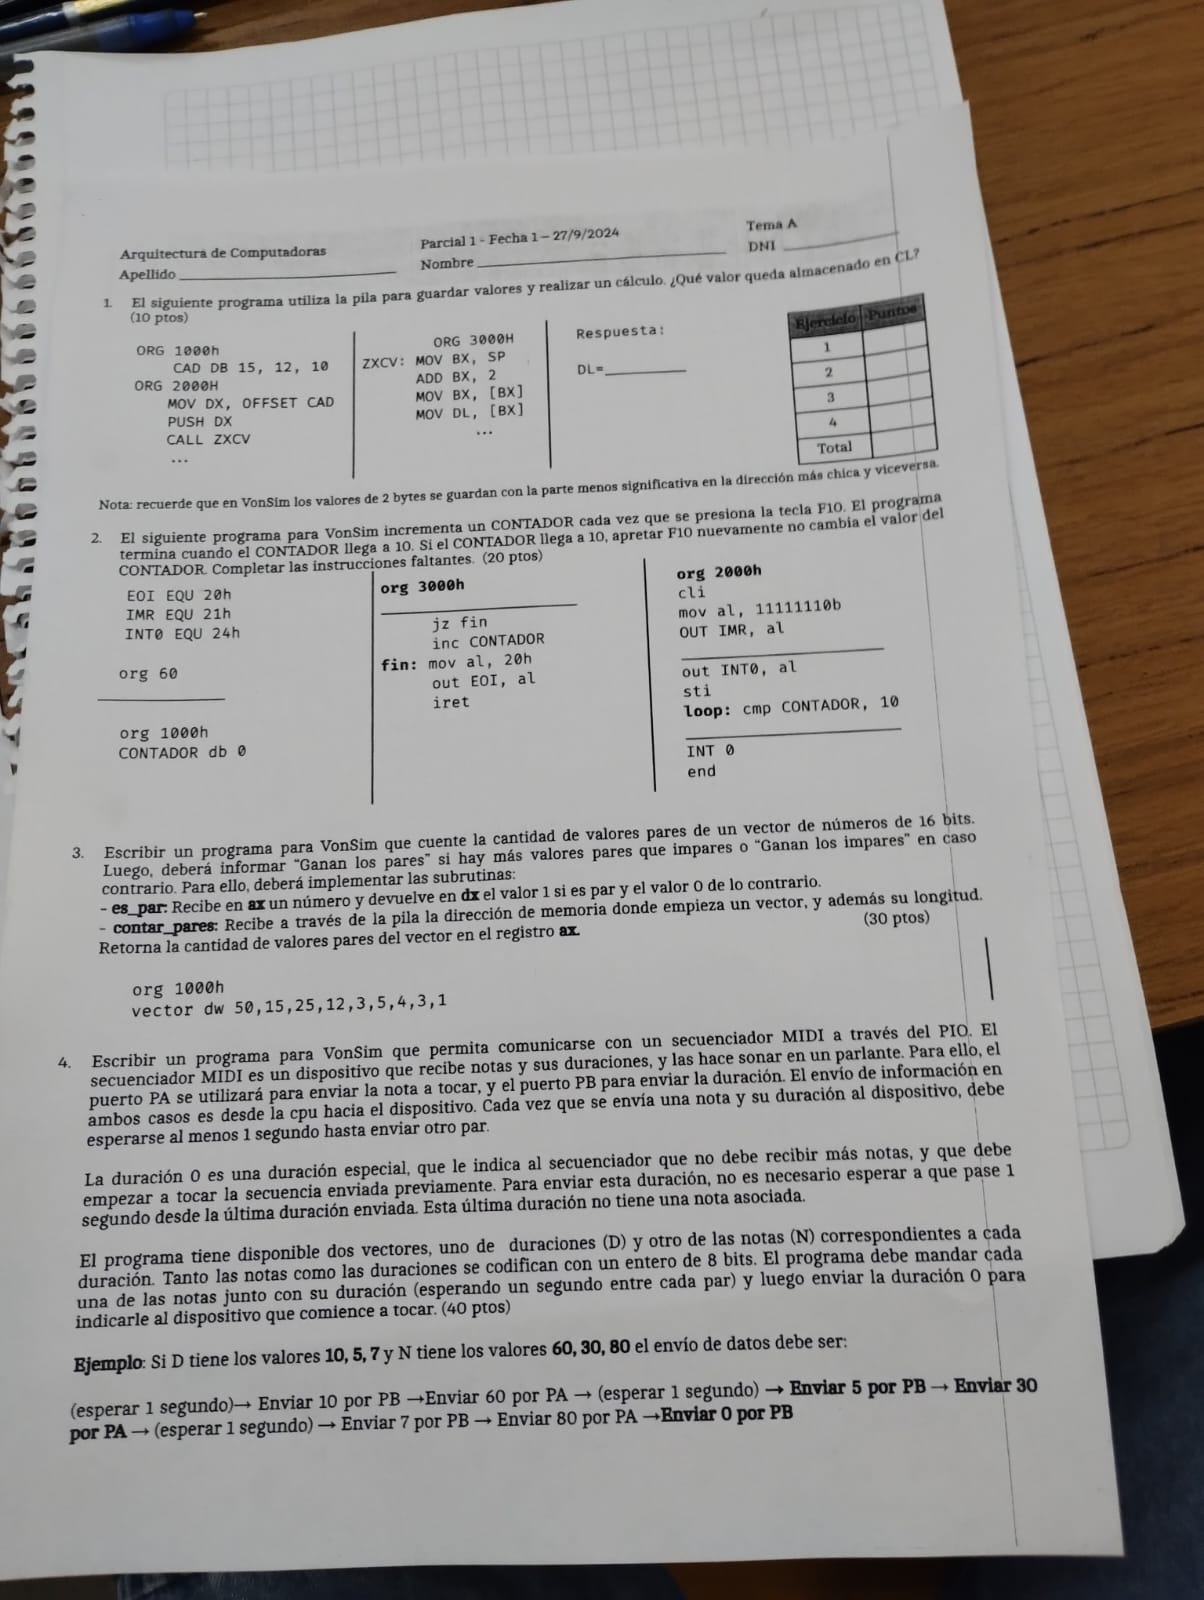 Arquitectura de Computadoras
Parcial 1 - Fecha 1 – 27/9/2024
Tema A
Apellido
Nombre
DNI
1. El siguiente programa utiliza la pila para guardar valores y realizar un cálculo. ¿Qué valor queda almacenado en CL?
(10 ptos)
ORG 1000h
CAD DB 15, 12, 10
ORG 2000H
MOV DX, OFFSET CAD
PUSH DX
CALL ZXCV
...
ORG 3000H
ZXCV: MOV BX, SP
ADD BX, 2
MOV BX, [BX]
MOV DL, [BX]
...
Respuesta:
DL=
Ejercicio Puntos
1
2
3
4
Total
Nota: recuerde que en VonSim los valores de 2 bytes se guardan con la parte menos significativa en la dirección más chica y viceversa.
2. El siguiente programa para VonSim incrementa un CONTADOR cada vez que se presiona la tecla F10. El programa
termina cuando el CONTADOR llega a 10. Si el CONTADOR llega a 10, apretar F10 nuevamente no cambia el valor del
CONTADOR. Completar las instrucciones faltantes. (20 ptos)
EOI EQU 20h
IMR EQU 21h
INT0 EQU 24h
org 60
org 1000h
CONTADOR db 0
org 3000h
jz fin
inc CONTADOR
fin: mov al, 20h
out EOI, al
iret
org 2000h
cli
mov al, 11111110b
OUT IMR, al
out INT0, al
sti
loop: cmp CONTADOR, 10
INT 0
end
3. Escribir un programa para VonSim que cuente la cantidad de valores pares de un vector de números de 16 bits.
Luego, deberá informar "Ganan los pares" si hay más valores pares que impares o "Ganan los impares" en caso
contrario. Para ello, deberá implementar las subrutinas:
- es_par: Recibe en ax un número y devuelve en dx el valor 1 si es par y el valor 0 de lo contrario.
- contar_pares: Recibe a través de la pila la dirección de memoria donde empieza un vector, y además su longitud.
Retorna la cantidad de valores pares del vector en el registro ax.
(30 ptos)
org 1000h
vector dw 50,15,25,12,3,5,4,3,1
4. Escribir un programa para VonSim que permita comunicarse con un secuenciador MIDI a través del PIO. El
secuenciador MIDI es un dispositivo que recibe notas y sus duraciones, y las hace sonar en un parlante. Para ello, el
puerto PA se utilizará para enviar la nota a tocar, y el puerto PB para enviar la duración. El envío de información en
ambos casos es desde la cpu hacia el dispositivo. Cada vez que se envía una nota y su duración al dispositivo, debe
esperarse al menos 1 segundo hasta enviar otro par.
La duración 0 es una duración especial, que le indica al secuenciador que no debe recibir más notas, y que debe
empezar a tocar la secuencia enviada previamente. Para enviar esta duración, no es necesario esperar a que pase 1
segundo desde la última duración enviada. Esta última duración no tiene una nota asociada.
El programa tiene disponible dos vectores, uno de duraciones (D) y otro de las notas (N) correspondientes a cada
duración. Tanto las notas como las duraciones se codifican con un entero de 8 bits. El programa debe mandar cada
una de las notas junto con su duración (esperando un segundo entre cada par) y luego enviar la duración 0 para
indicarle al dispositivo que comience a tocar. (40 ptos)
Ejemplo: Si D tiene los valores 10, 5, 7 y N tiene los valores 60, 30, 80 el envío de datos debe ser:
(esperar 1 segundo)→ Enviar 10 por PB →Enviar 60 por PA → (esperar 1 segundo) → Enviar 5 por PB → Enviar 30
por PA → (esperar 1 segundo) → Enviar 7 por PB → Enviar 80 por PA →Enviar 0 por PB